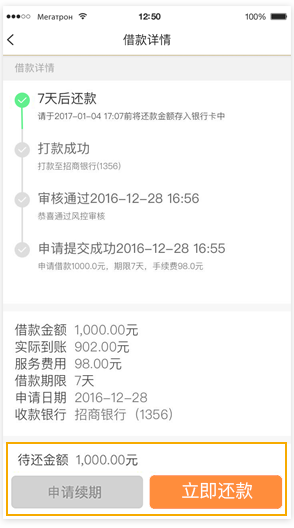 Мегатрон 12:50 100%
借款详情
借款详情
7天后还款
请于2017-01-04 17:07前将还款金额存入银行卡中
打款成功
打款至招商银行(1356)
审核通过2016-12-28 16:56
恭喜通过风控审核
申请提交成功2016-12-28 16:55
申请借款1000.0元，期限7天，手续费98.0元
借款金额 1,000.00元
实际到账 902.00元
服务费用 98.00元
借款期限 7天
申请日期 2016-12-28
收款银行 招商银行（1356）
待还金额 1,000.00元
申请续期 立即还款